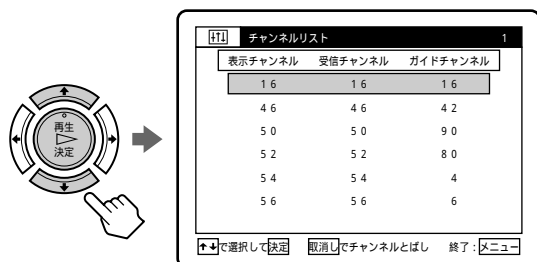 チャンネルリスト 1
表示チャンネル 受信チャンネル ガイドチャンネル
16 16 16
46 46 42
50 50 90
52 52 80
54 54 4
56 56 6
再生
決定
↑↓で選択して決定 取消しでチャンネルとばし 終了:メニュー